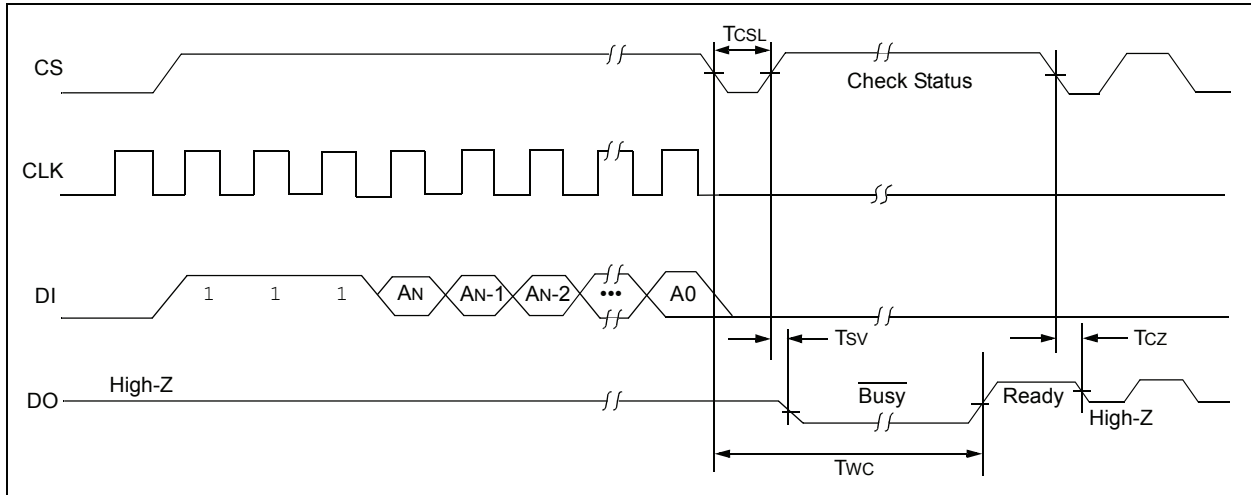 TCSL
CS
Check Status
CLK
DI
1 1 1 AN AN-1 AN-2 ••• A0
TSV
TCZ
High-Z
DO
Busy
Ready
High-Z
TWC